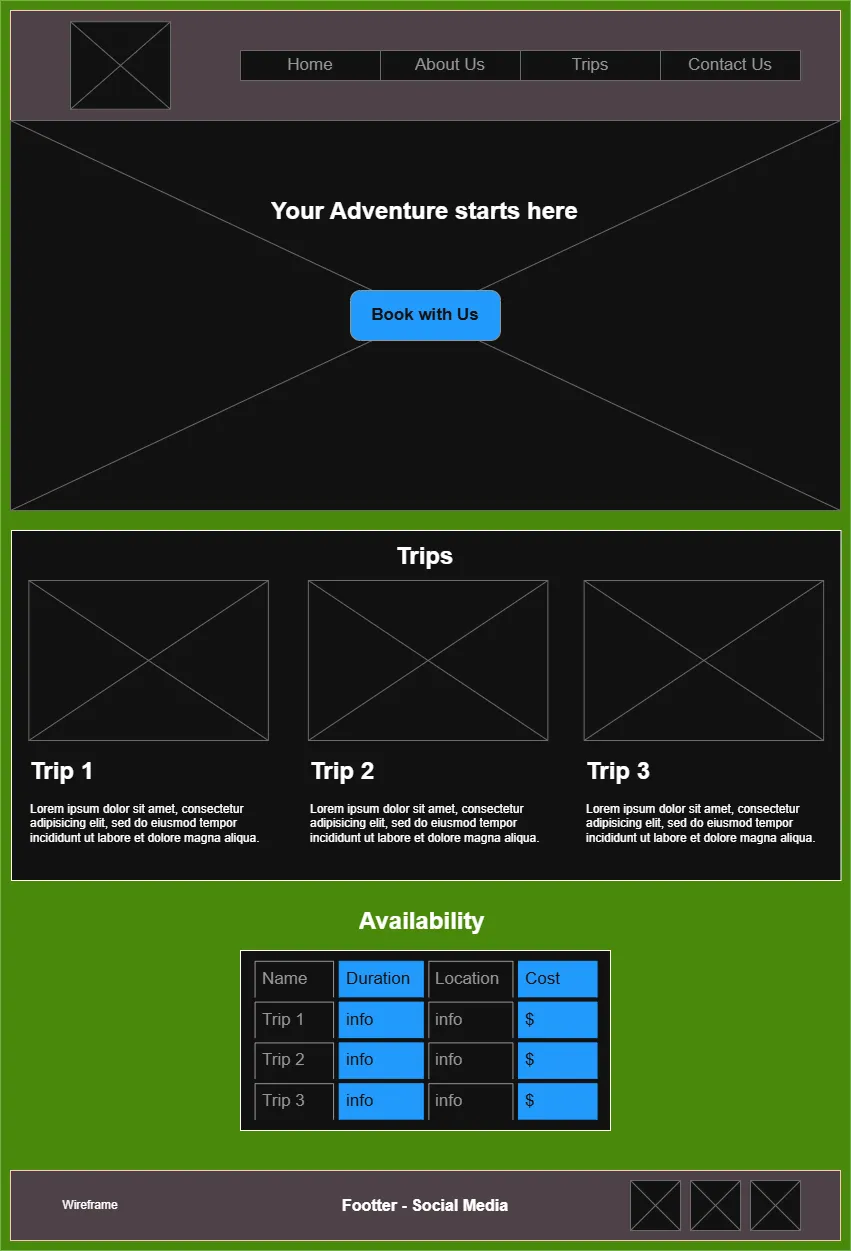 Home About Us Trips Contact Us
Your Adventure starts here
Book with Us
Trips
Trip 1
Lorem ipsum dolor sit amet, consectetur
adipisicing elit, sed do eiusmod tempor
incididunt ut labore et dolore magna aliqua.
Trip 2
Lorem ipsum dolor sit amet, consectetur
adipisicing elit, sed do eiusmod tempor
incididunt ut labore et dolore magna aliqua.
Trip 3
Lorem ipsum dolor sit amet, consectetur
adipisicing elit, sed do eiusmod tempor
incididunt ut labore et dolore magna aliqua.
Availability
Name Duration Location Cost
Trip 1 info info $
Trip 2 info info $
Trip 3 info info $
Wireframe
Footter - Social Media